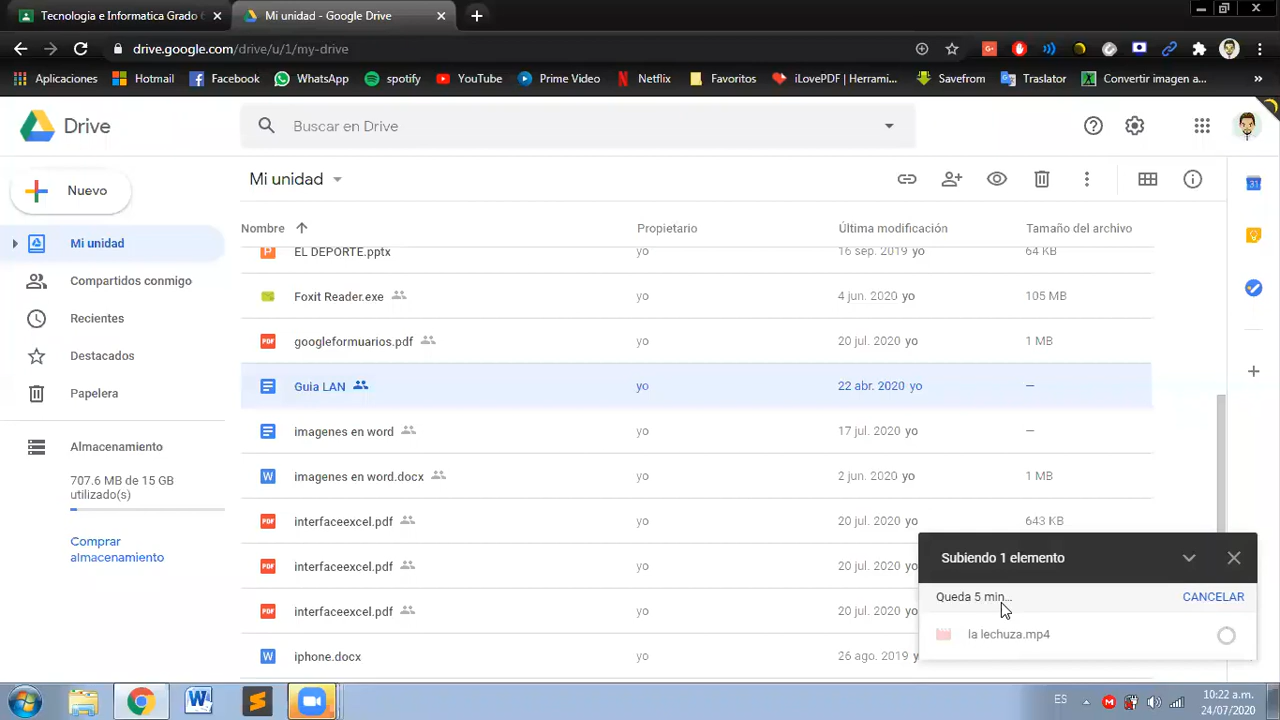 Tecnologia e Informatica Grado 6
Mi unidad - Google Drive
drive.google.com/drive/u/1/my-drive
Aplicaciones
Hotmail
Facebook
WhatsApp
spotify
YouTube
Prime Video
Netflix
Favoritos
iLovePDF | Herrami...
Savefrom
Traslator
Convertir imagen a...
»
Drive
Buscar en Drive
Nuevo
Mi unidad
Compartidos conmigo
Recientes
Destacados
Papelera
Almacenamiento
707.6 MB de 15 GB
utilizado(s)
Comprar
almacenamiento
Mi unidad
Nombre Propietario Última modificación Tamaño del archivo
EL DEPORTE.pptx yo 16 sep. 2019 yo 64 KB
Foxit Reader.exe yo 4 jun. 2020 yo 105 MB
googleformuarios.pdf yo 20 jul. 2020 yo 1 MB
Guia LAN yo 22 abr. 2020 yo —
imagenes en word yo 17 jul. 2020 yo —
imagenes en word.docx yo 2 jun. 2020 yo 1 MB
interfaceexcel.pdf yo 20 jul. 2020 yo 643 KB
interfaceexcel.pdf yo 20 jul. 2020 yo
interfaceexcel.pdf yo 20 jul. 2020 yo
iphone.docx yo 26 ago. 2019 yo
Subiendo 1 elemento
Queda 5 min... CANCELAR
la lechuza.mp4
ES
10:22 a.m.
24/07/2020